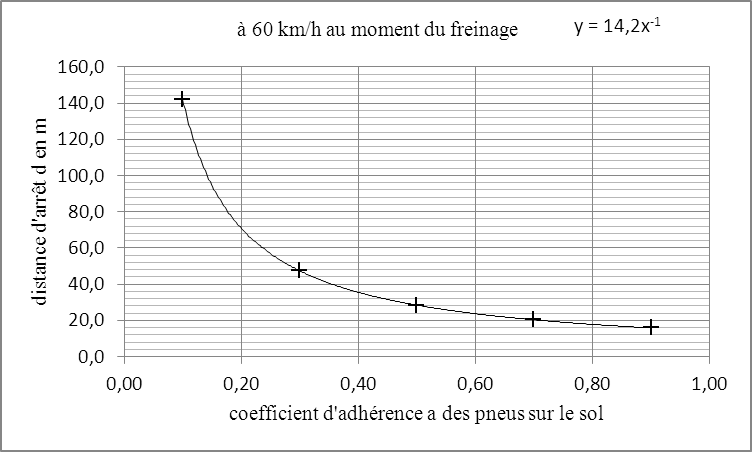 à 60 km/h au moment du freinage
y = 14,2x⁻¹
160,0
140,0
120,0
100,0
80,0
60,0
40,0
20,0
0,0
distance d'arrêt d en m
0,00 0,20 0,40 0,60 0,80 1,00
coefficient d'adhérence a des pneus sur le sol